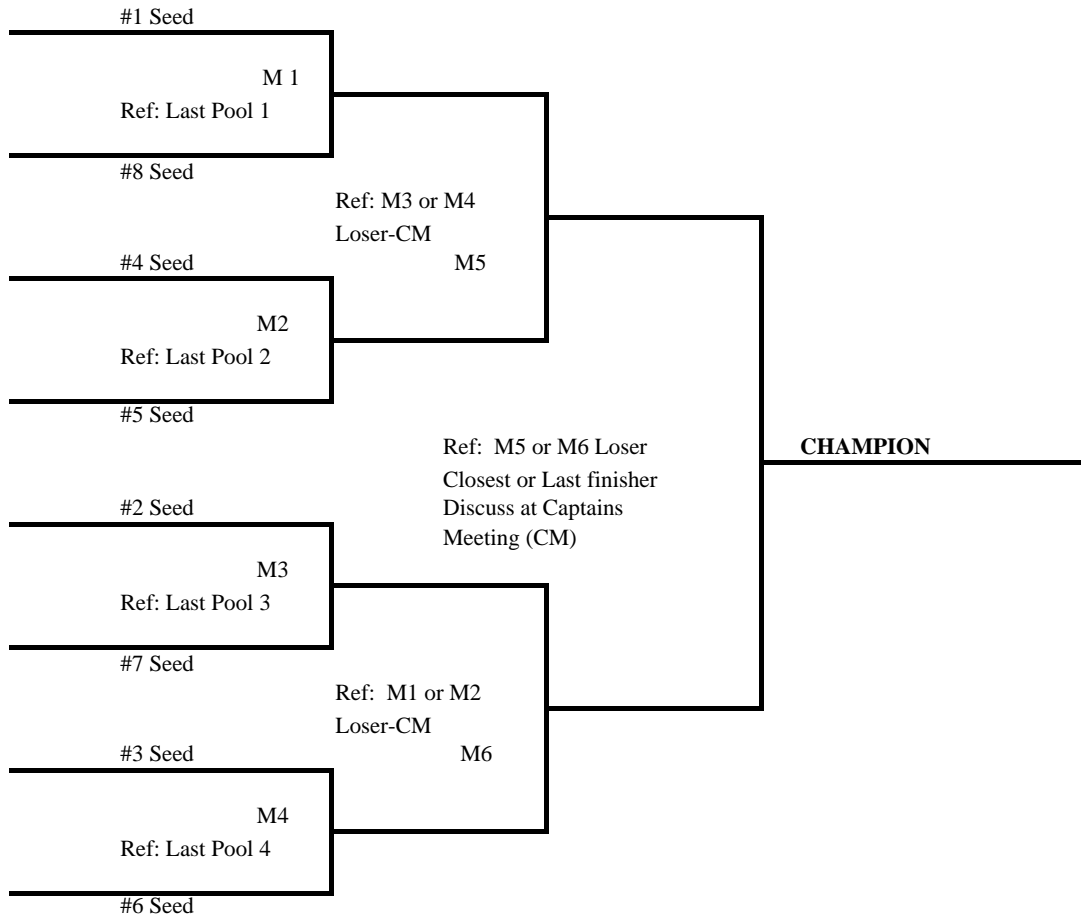 #1 Seed
M 1
Ref: Last Pool 1
#8 Seed
Ref: M3 or M4
Loser-CM
#4 Seed
M5
M2
Ref: Last Pool 2
#5 Seed
Ref:  M5 or M6 Loser
CHAMPION
Closest or Last finisher
#2 Seed
Discuss at Captains
Meeting (CM)
M3
Ref: Last Pool 3
#7 Seed
Ref:  M1 or M2
Loser-CM
#3 Seed
M6
M4
Ref: Last Pool 4
#6 Seed